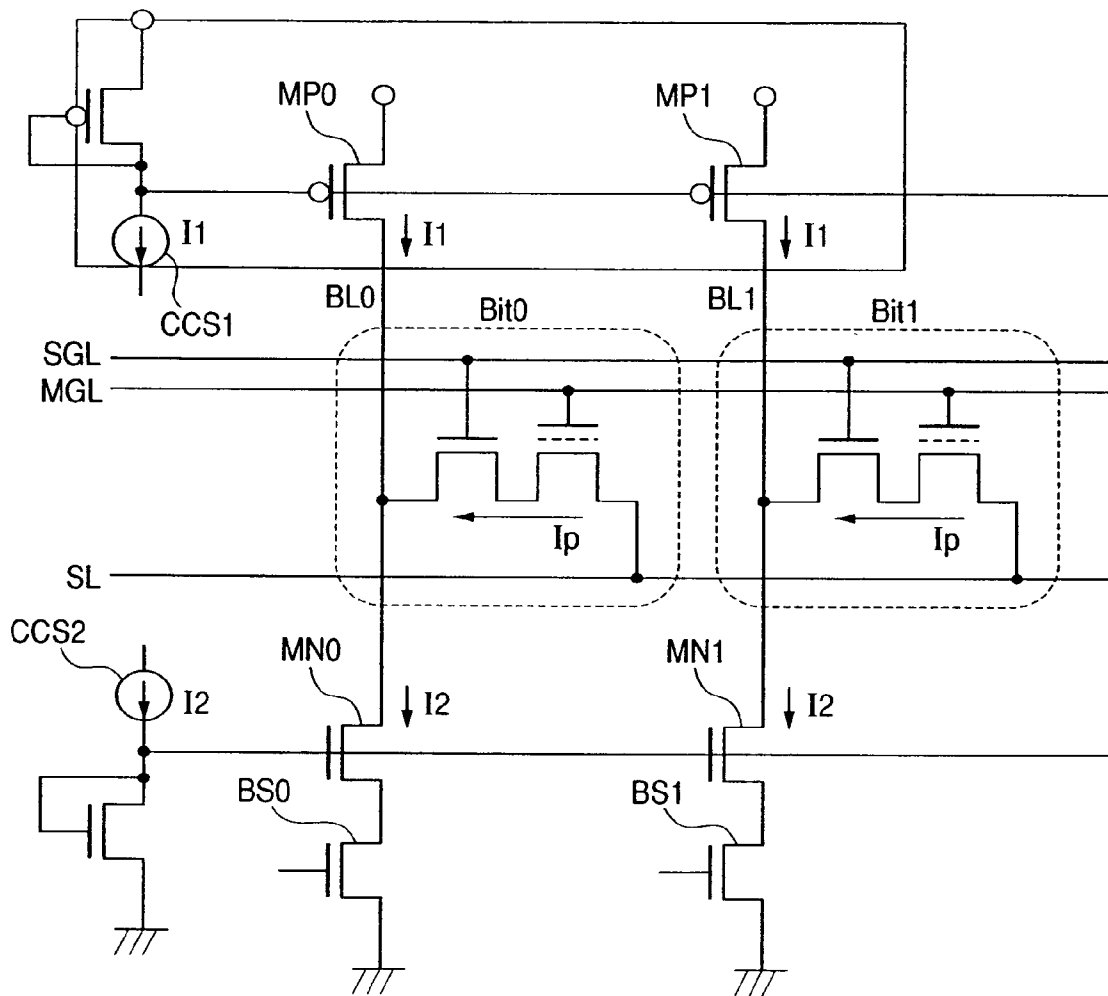 MP0
MP1
I1
I1
I1
CCS1
BL0
BL1
Bit0
Bit1
SGL
MGL
Ip
Ip
SL
CCS2
MN0
MN1
I2
I2
I2
BS0
BS1